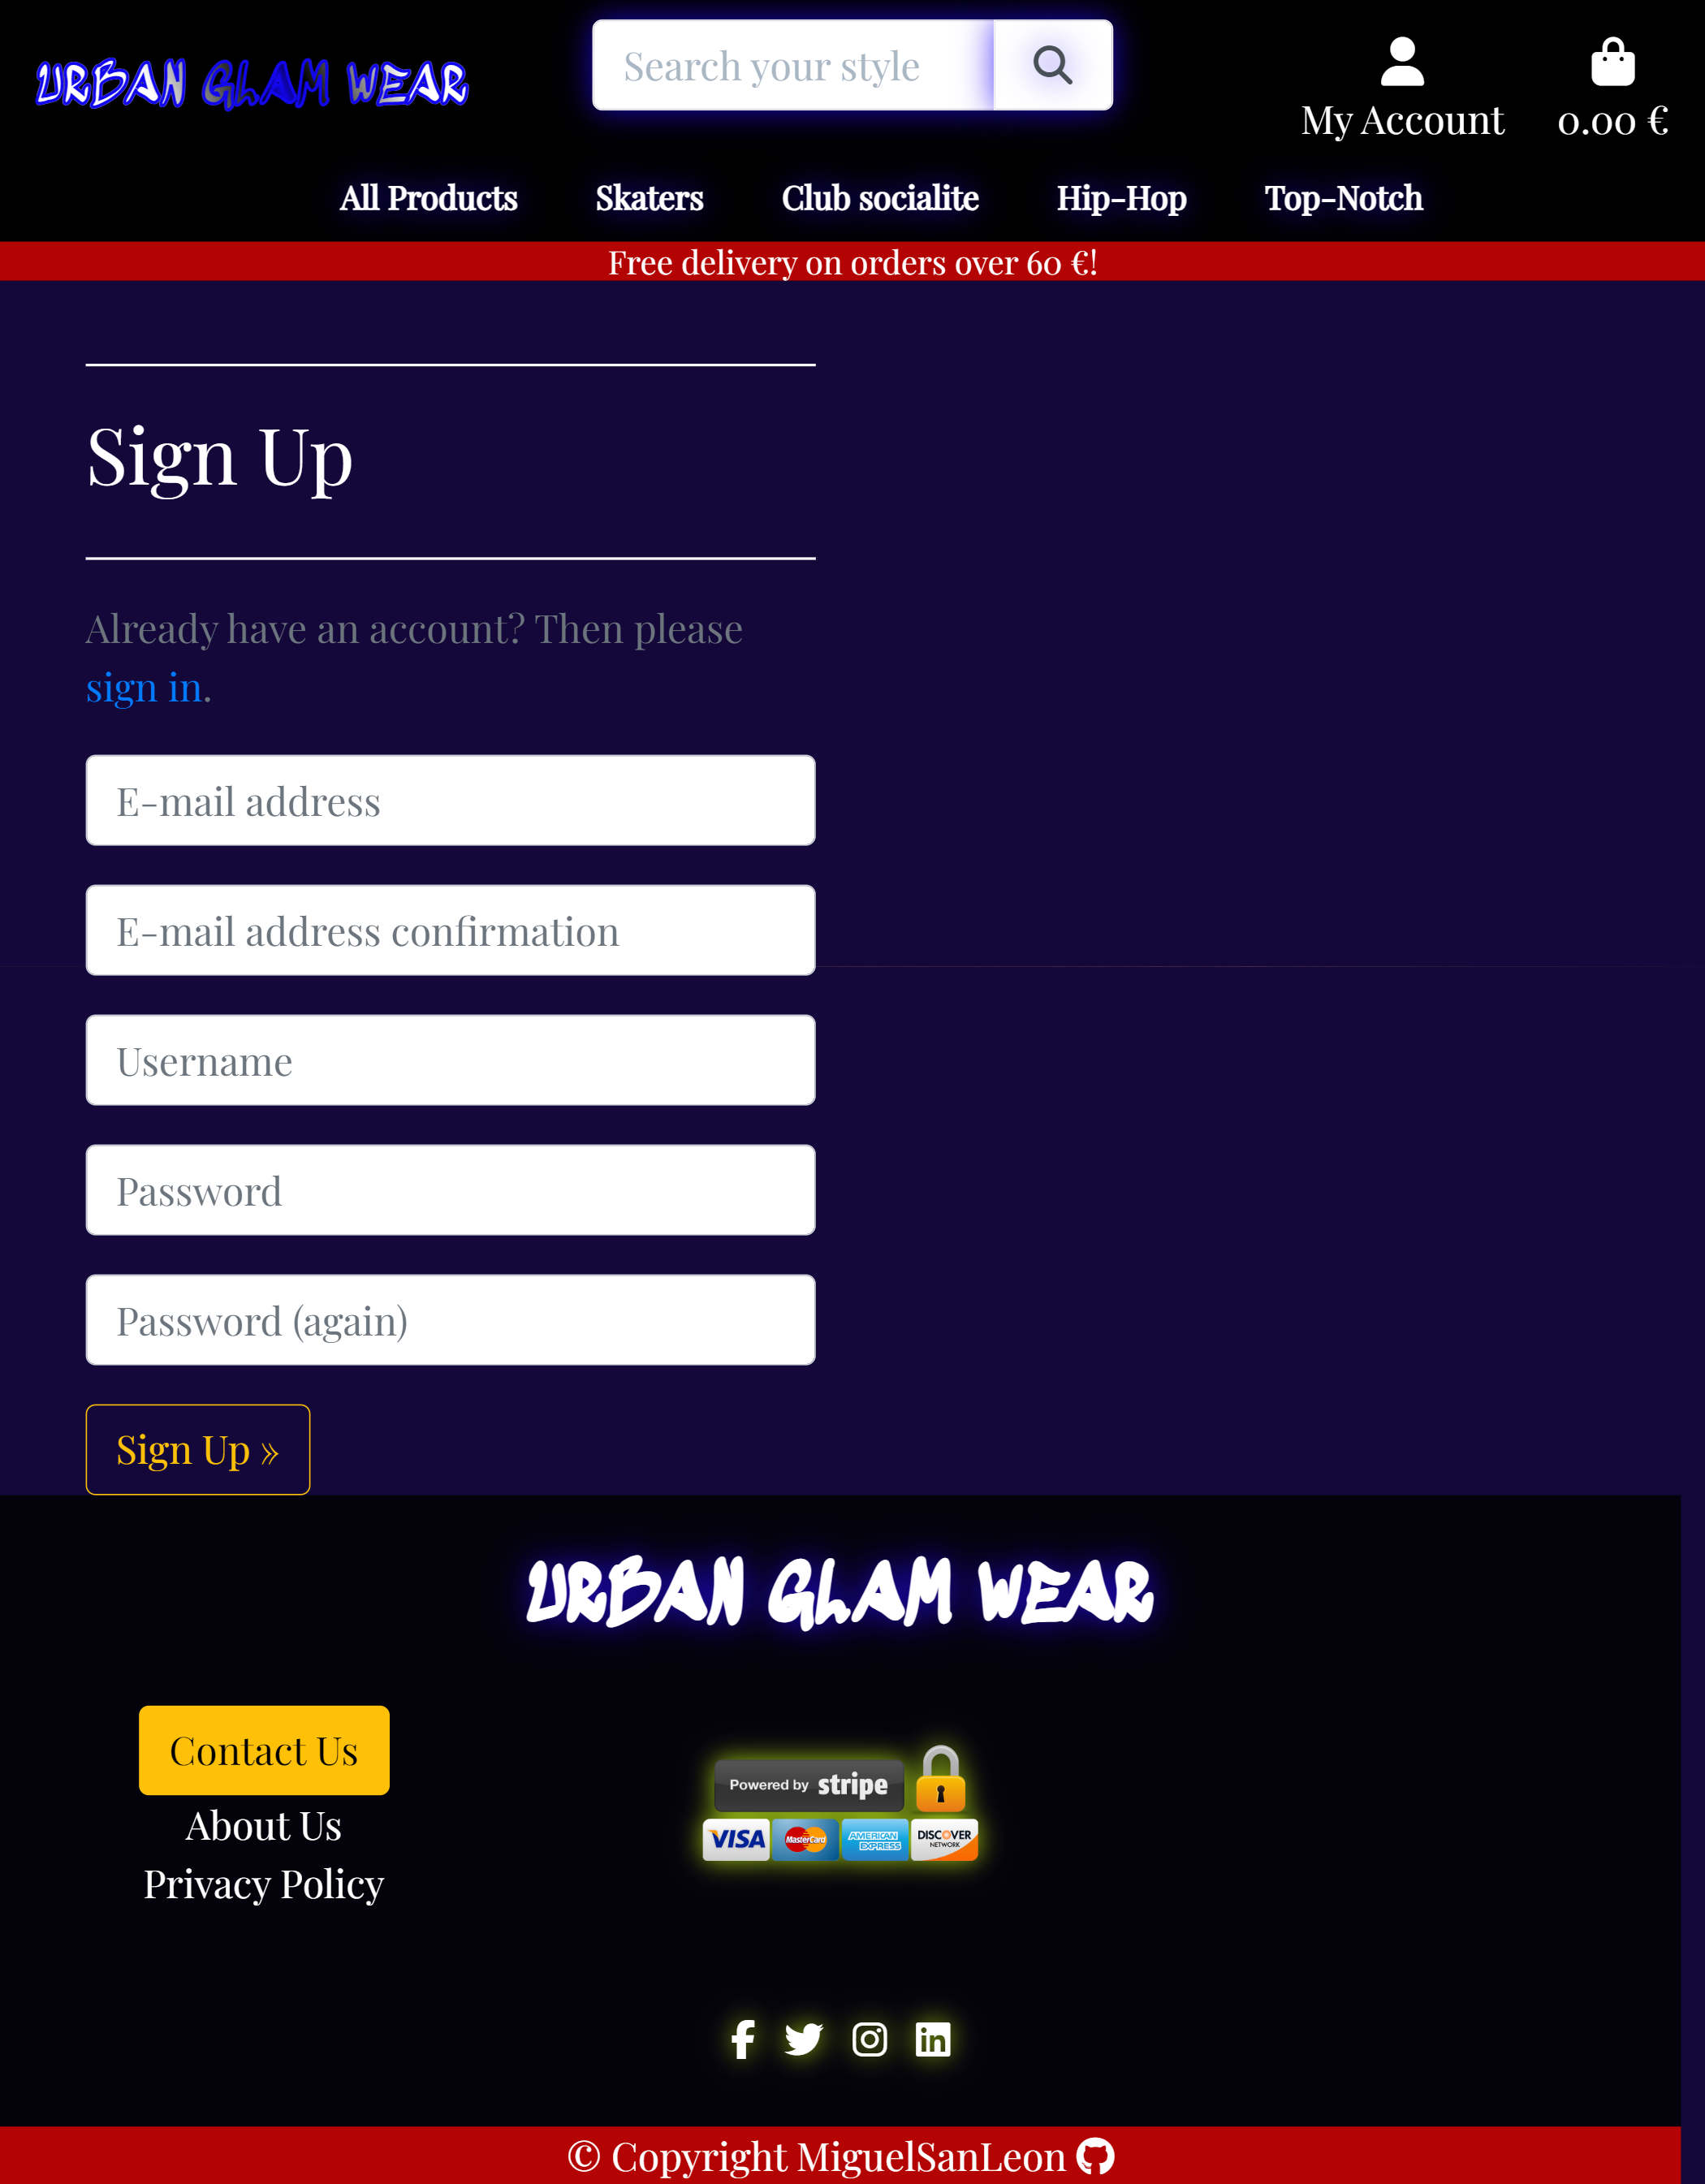 URBAN GLAM WEAR
Search your style
My Account
0.00 €
All Products
Skaters
Club socialite
Hip-Hop
Top-Notch
Free delivery on orders over 60 €!
Sign Up
Already have an account? Then please
sign in.
E-mail address
E-mail address confirmation
Username
Password
Password (again)
Sign Up »
URBAN GLAM WEAR
Contact Us
About Us
Privacy Policy
Powered by stripe
VISA
MasterCard
AMERICAN
EXPRESS
DISCOVER
NETWORK
© Copyright MiguelSanLeon